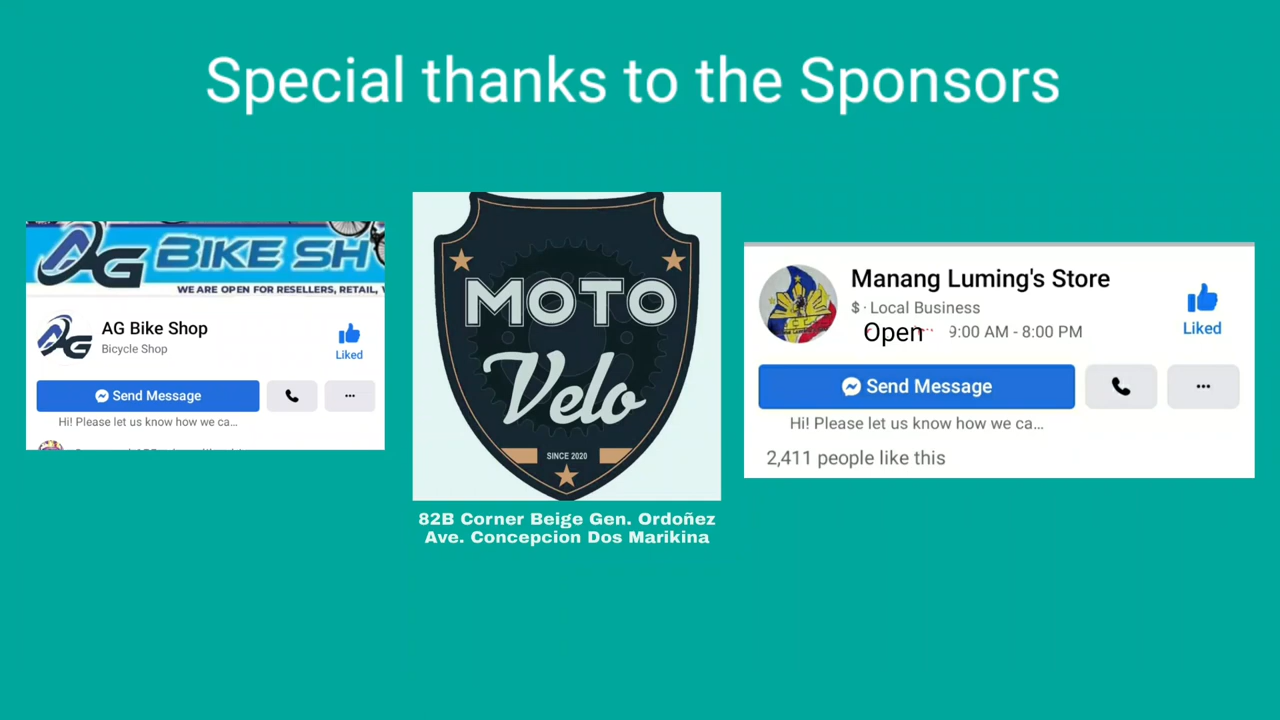 Special thanks to the Sponsors
AG BIKE SH
WE ARE OPEN FOR RESELLERS, RETAIL,
AG Bike Shop
Bicycle Shop
Liked
Send Message
Hi! Please let us know how we ca...
MOTO
Velo
SINCE 2020
82B Corner Beige Gen. Ordoñez
Ave. Concepcion Dos Marikina
Manang Luming's Store
$ · Local Business
Open 9:00 AM - 8:00 PM
Liked
Send Message
Hi! Please let us know how we ca...
2,411 people like this